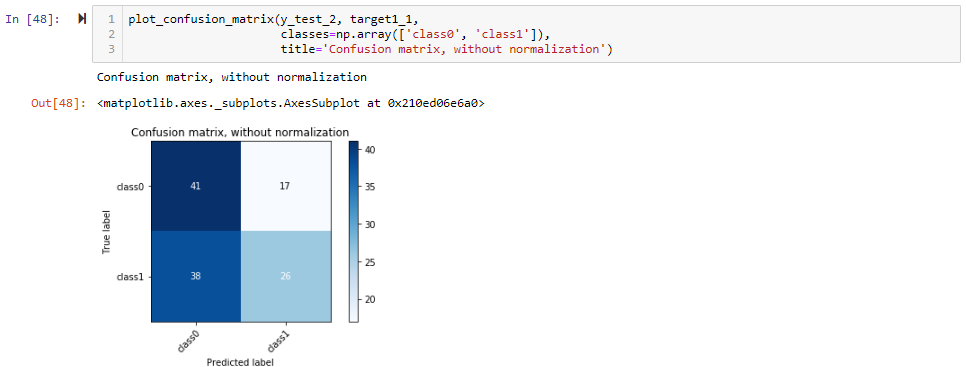 In [48]:
1 plot_confusion_matrix(y_test_2, target1_1,
2 classes=np.array(['class0', 'class1']),
3 title='Confusion matrix, without normalization')
Confusion matrix, without normalization
Out[48]: <matplotlib.axes._subplots.AxesSubplot at 0x210ed06e6a0>
Confusion matrix, without normalization
40
class0 41 17
35
30
True label
25
class1 38 26
20
class0 class1
Predicted label